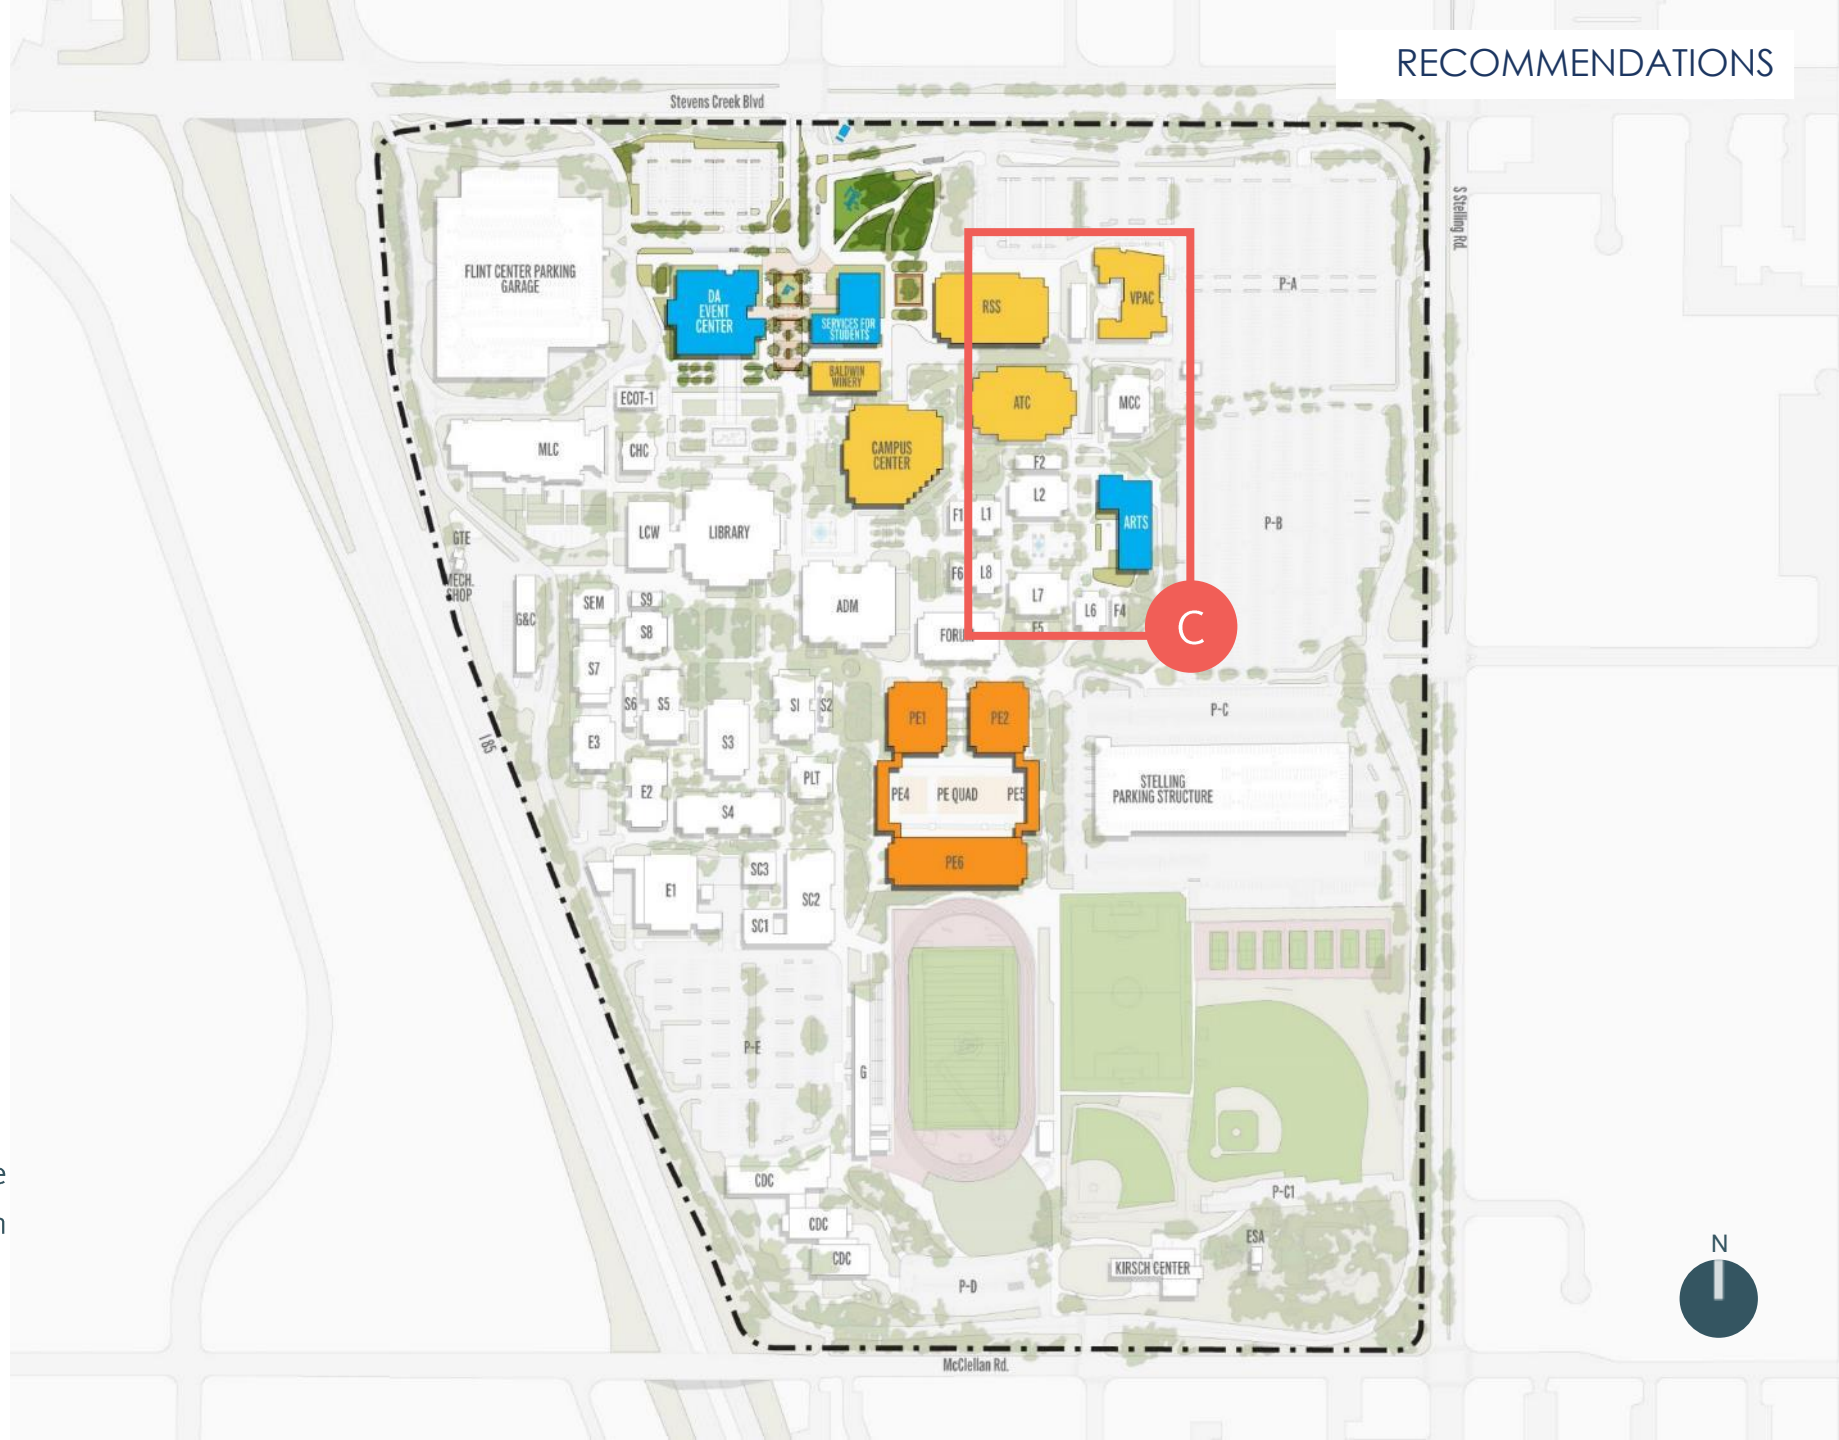 RECOMMENDATIONS
Stevens Creek Blvd
S Stelling Rd.
FLINT CENTER PARKING
GARAGE
DA
EVENT
CENTER
SERVICES FOR
STUDENTS
RSS
VPAC
P-A
BALDWIN
WINERY
ECOT-1
ATC
MCC
MLC
CHC
CAMPUS
CENTER
F2
L2
LCW
LIBRARY
F1
L1
ARTS
P-B
GTE
MECH.
SHOP
F6
L8
G&C
SEM
S9
ADM
L7
L6
F4
S8
FORUM
F5
C
S7
S6
S5
S1
S2
PE1
PE2
P-C
I 85
E3
S3
PLT
STELLING
PARKING STRUCTURE
E2
S4
PE4
PE QUAD
PE5
SC3
PE6
E1
SC2
SC1
P-E
G
CDC
e
P-C1
CDC
n
ESA
CDC
KIRSCH CENTER
P-D
N
McClellan Rd.